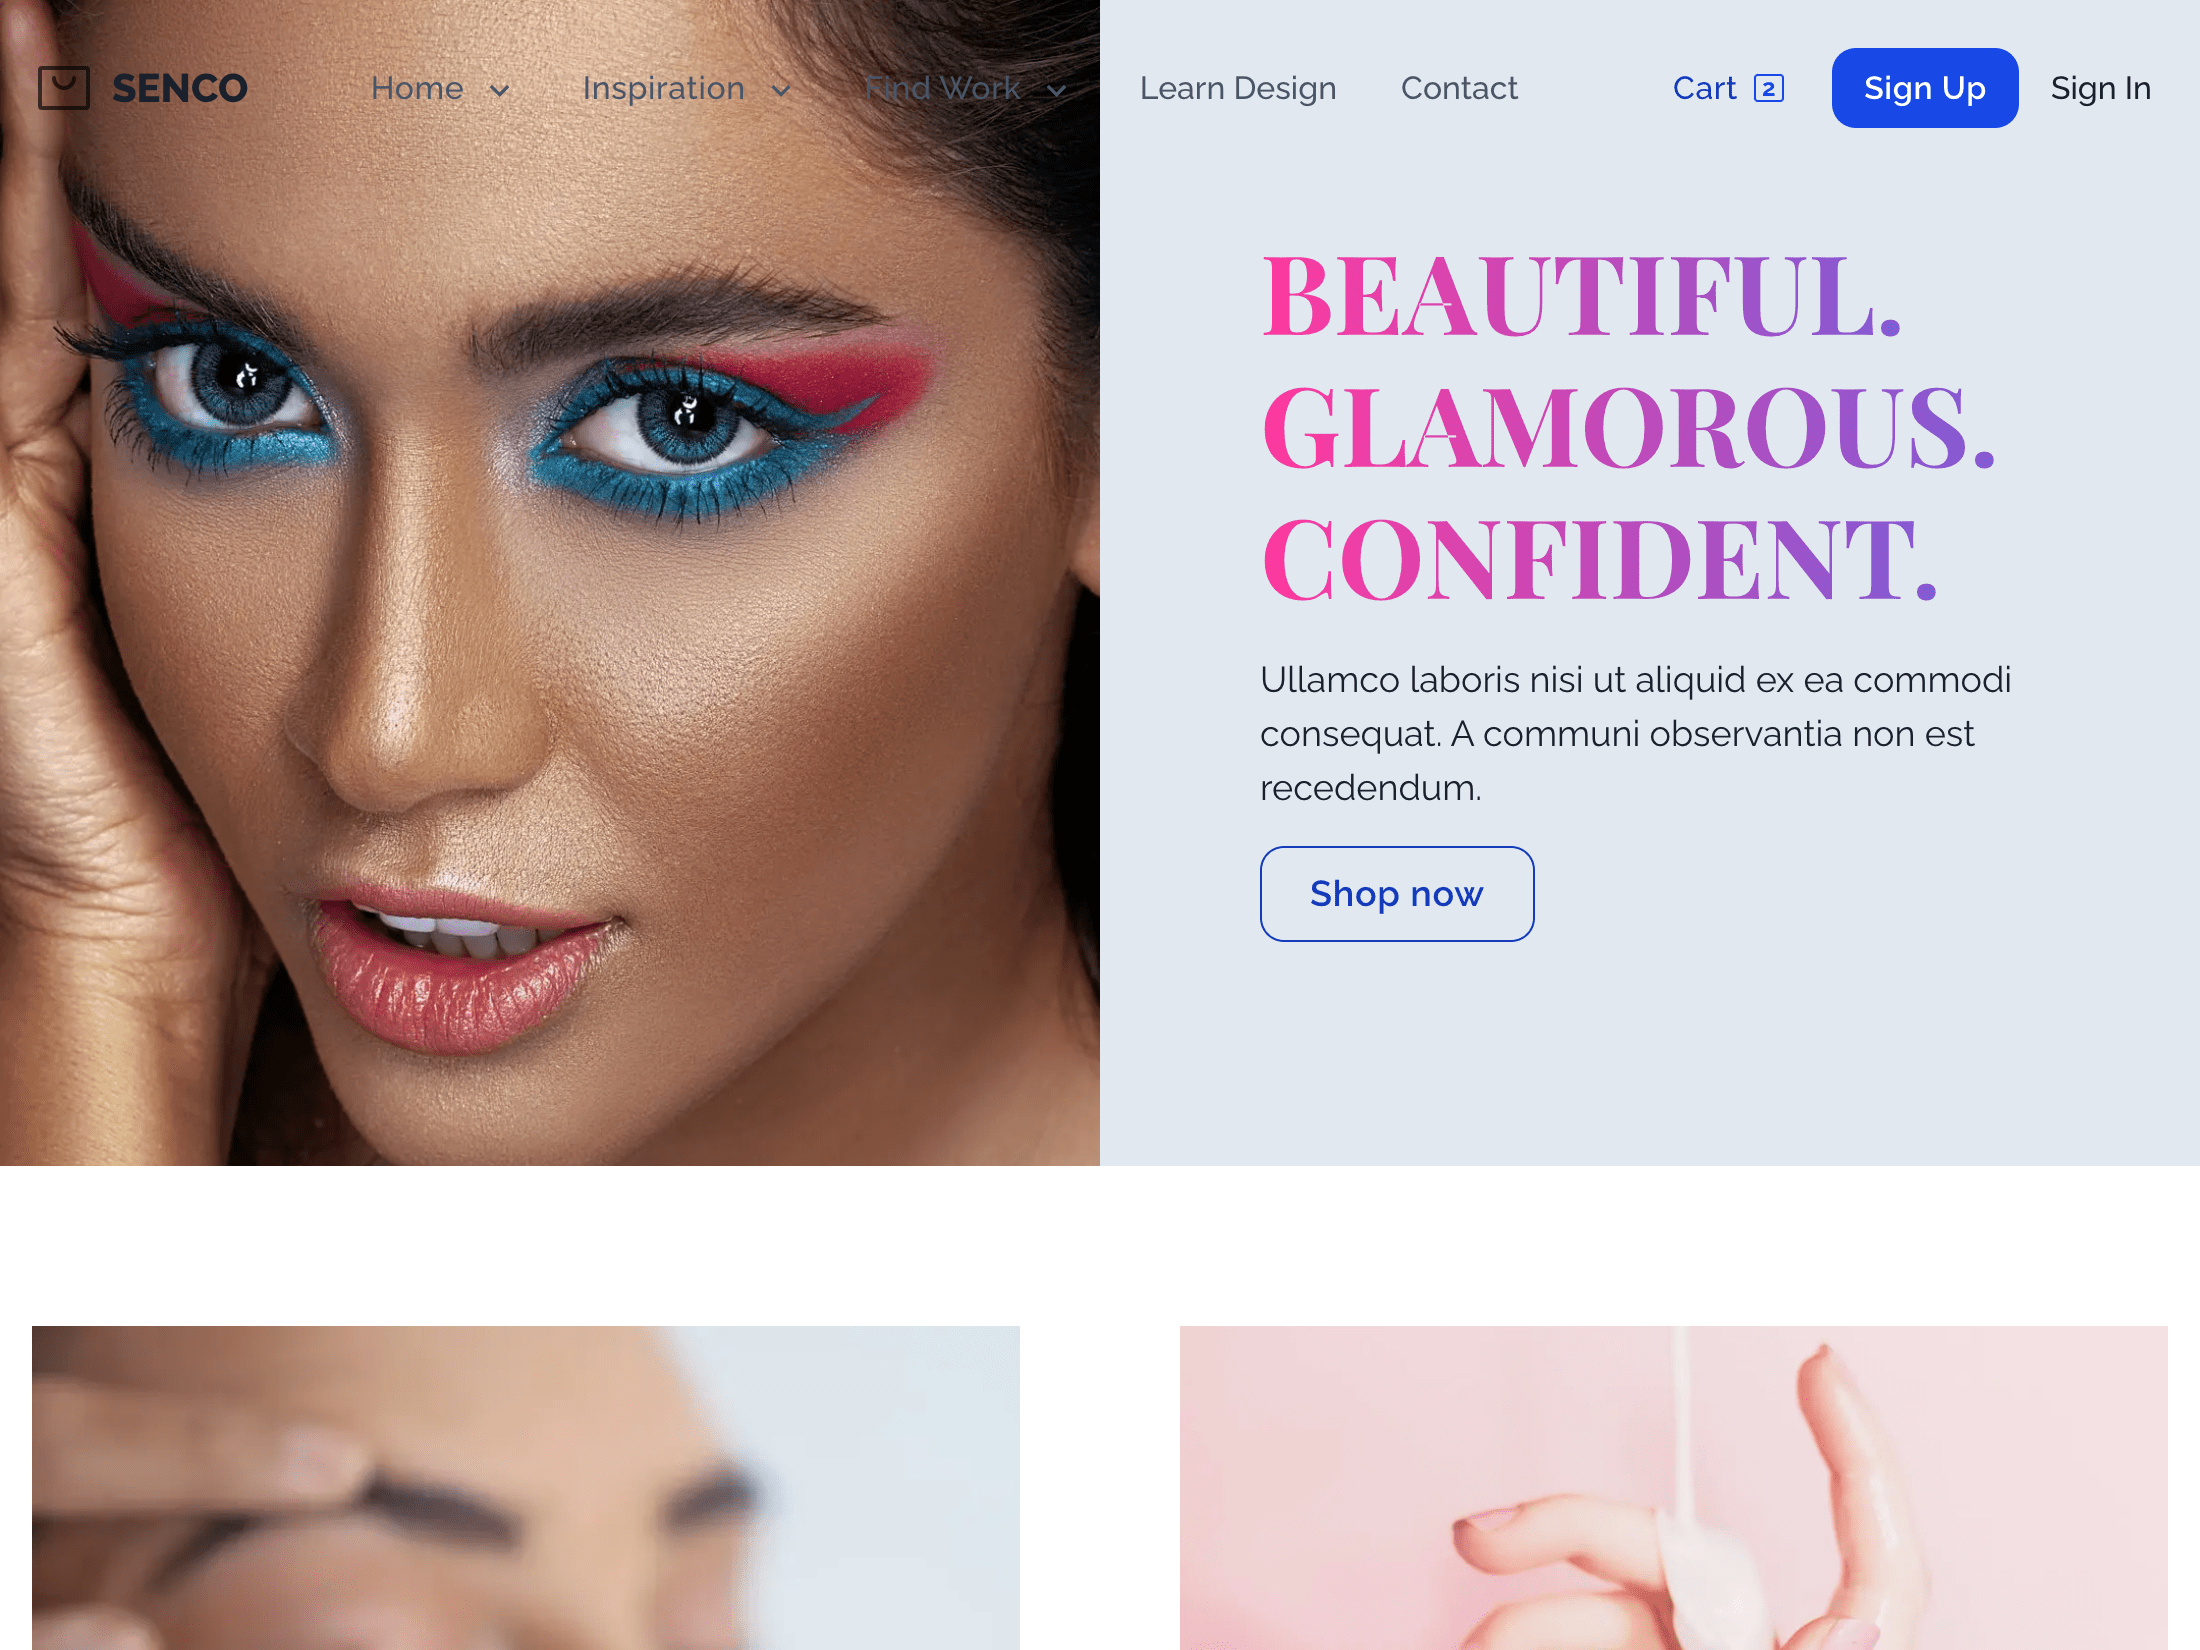 SENCO Home Inspiration Find Work Learn Design Contact Cart 2 Sign Up Sign In
BEAUTIFUL.
GLAMOROUS.
CONFIDENT.
Ullamco laboris nisi ut aliquid ex ea commodi
consequat. A communi observantia non est
recedendum.
Shop now